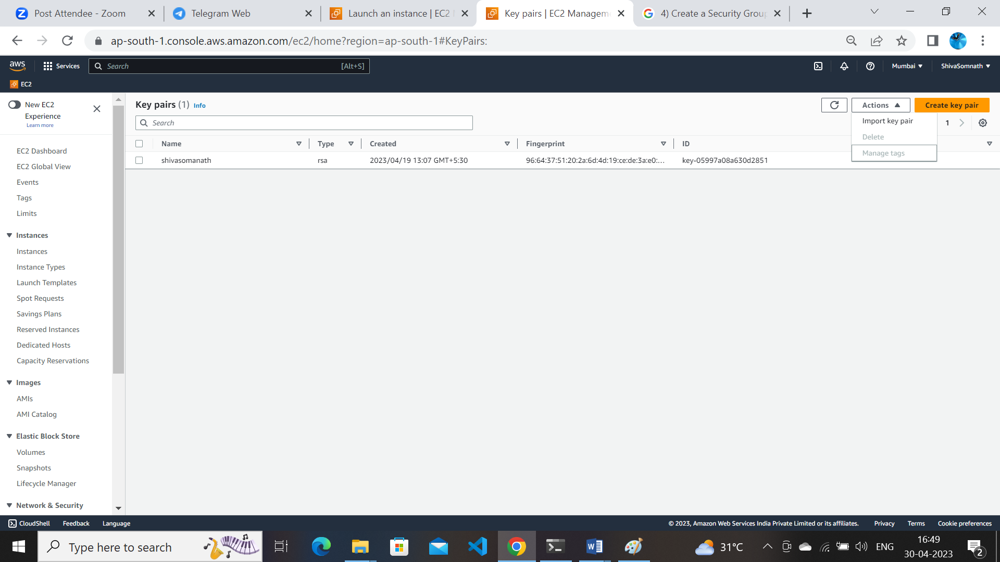 Post Attendee - Zoom
Telegram Web
Launch an instance | EC2
Key pairs | EC2 Managem
4) Create a Security Group
ap-south-1.console.aws.amazon.com/ec2/home?region=ap-south-1#KeyPairs:
aws
Services
Search
[Alt+S]
Mumbai
ShivaSomnath
EC2
New EC2
Experience
Learn more
EC2 Dashboard
EC2 Global View
Events
Tags
Limits
Instances
Instances
Instance Types
Launch Templates
Spot Requests
Savings Plans
Reserved Instances
Dedicated Hosts
Capacity Reservations
Images
AMIs
AMI Catalog
Elastic Block Store
Volumes
Snapshots
Lifecycle Manager
Network & Security
Key pairs (1) Info
Actions
Create key pair
Search
Import key pair
Delete
Manage tags
1
Name Type Created Fingerprint ID
shivasomanath rsa 2023/04/19 13:07 GMT+5:30 96:64:37:51:20:2a:6d:4d:19:ce:de:3a:e0:... key-05997a08a630d2851
CloudShell Feedback Language
© 2023, Amazon Web Services India Private Limited or its affiliates. Privacy Terms Cookie preferences
Type here to search
31°C
ENG
16:49
30-04-2023
2